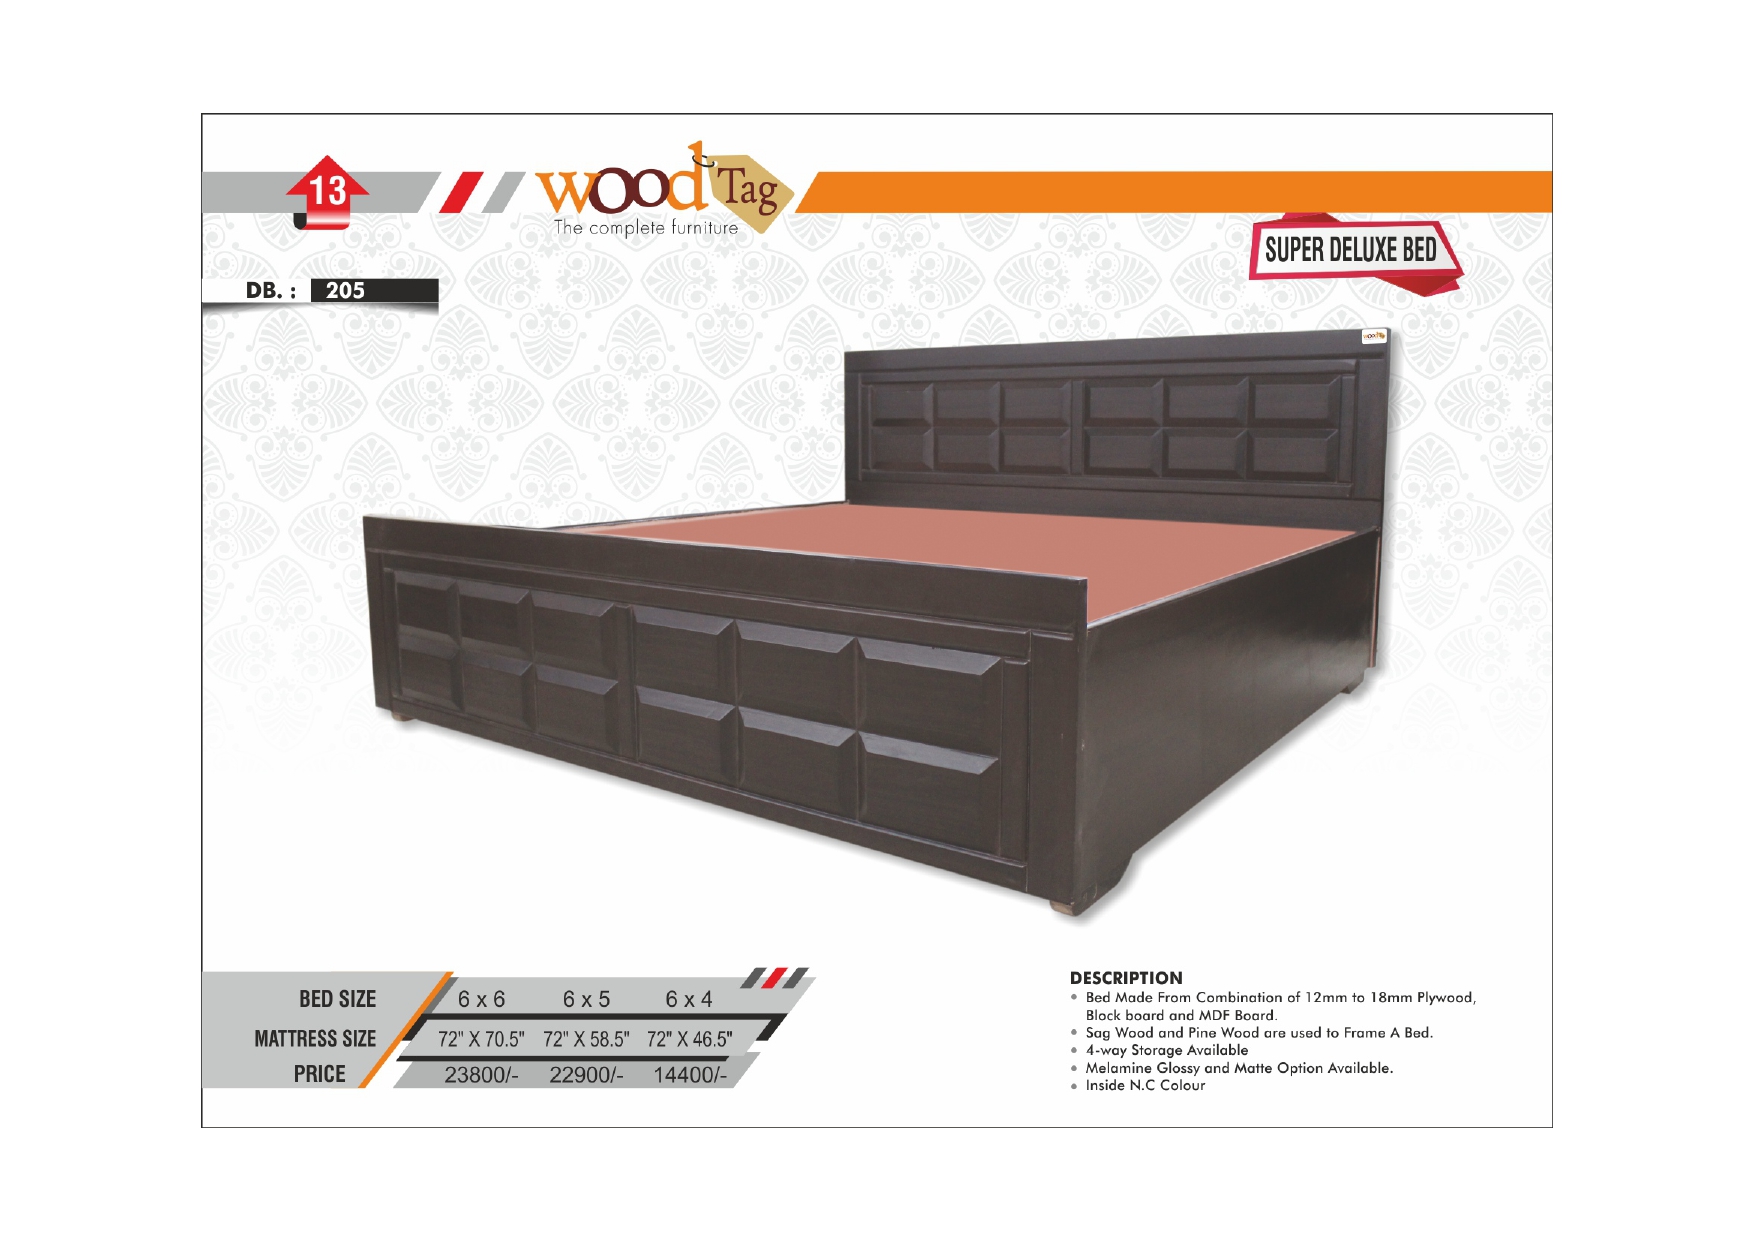 13
wood Tag
The complete furniture
SUPER DELUXE BED
DB. : 205
wood
BED SIZE 6 x 6 6 x 5 6 x 4
MATTRESS SIZE 72" X 70.5" 72" X 58.5" 72" X 46.5"
PRICE 23800/- 22900/- 14400/-
DESCRIPTION
• Bed Made From Combination of 12mm to 18mm Plywood,
Block board and MDF Board.
• Sag Wood and Pine Wood are used to Frame A Bed.
• 4-way Storage Available
• Melamine Glossy and Matte Option Available.
• Inside N.C Colour